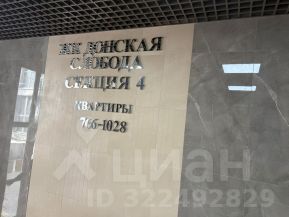 ЖК ДОНСКАЯ
СЛОБОДА
СЕКЦИЯ 4
КВАРТИРЫ
766-1028
циан
ID 322492829